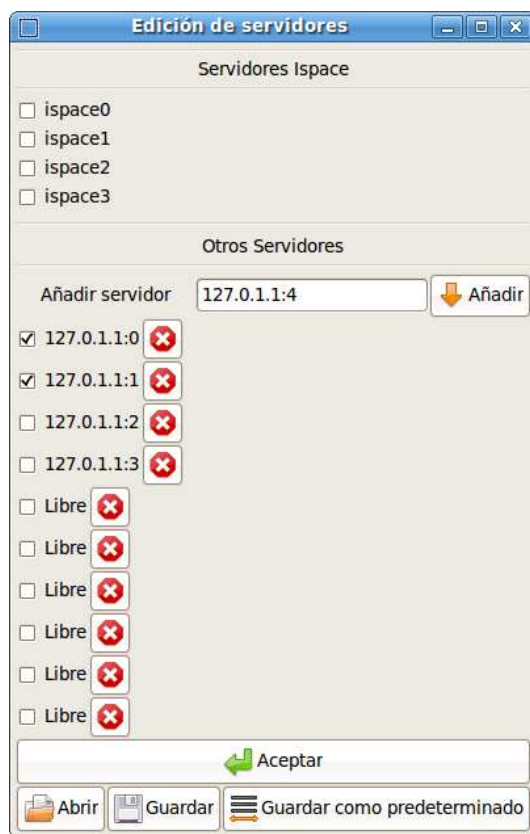 Edición de servidores
Servidores Ispace
ispace0
ispace1
ispace2
ispace3
Otros Servidores
Añadir servidor 127.0.1.1:4 Añadir
127.0.1.1:0
127.0.1.1:1
127.0.1.1:2
127.0.1.1:3
Libre
Libre
Libre
Libre
Libre
Libre
Aceptar
Abrir Guardar Guardar como predeterminado